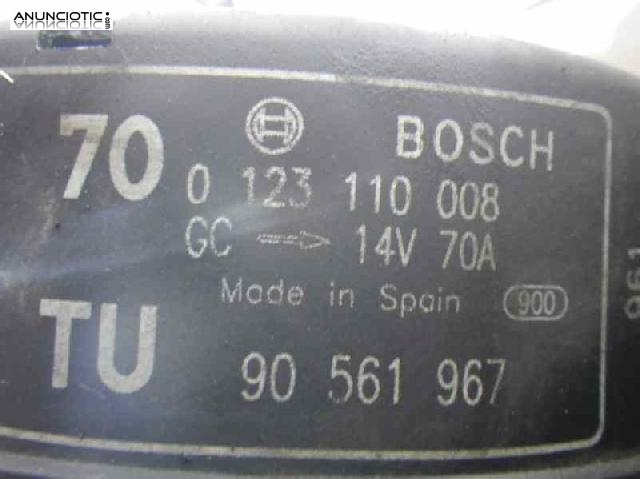 ANUNCIOTIC.es
70 BOSCH
0 123 110 008
GC 14V 70A
Made in Spain 900
TU 90 561 967
961